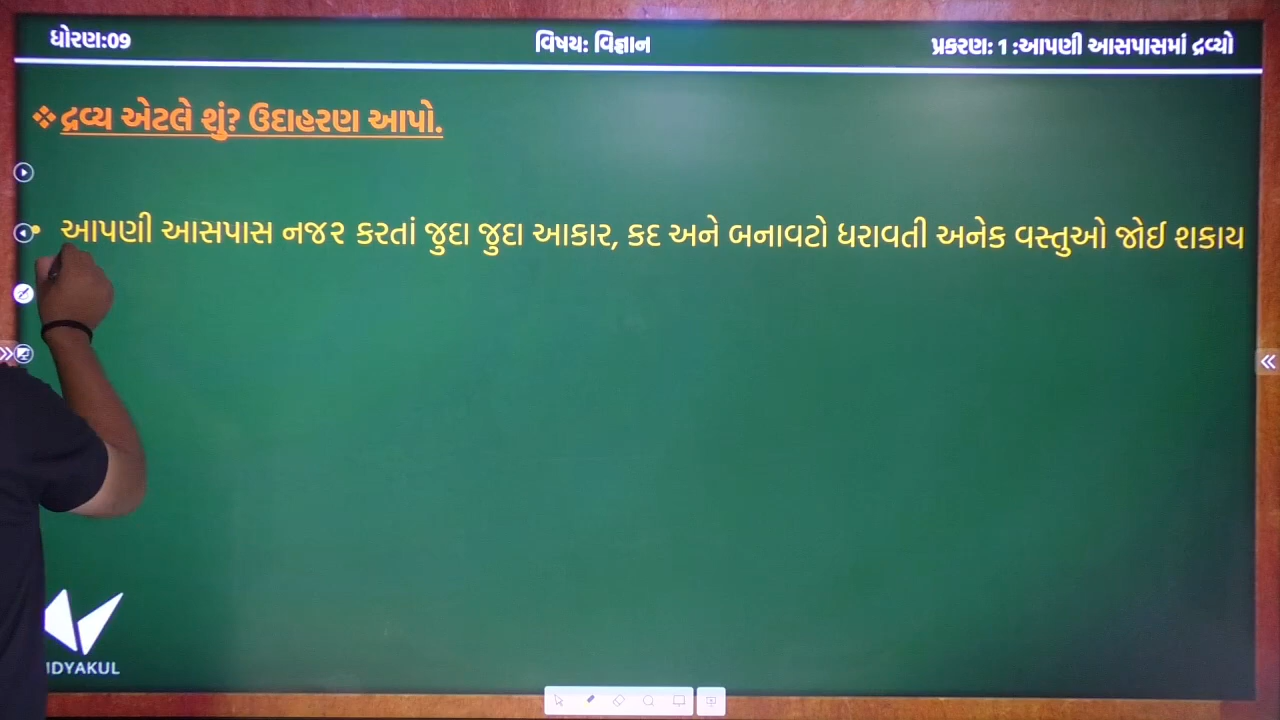 ધોરણ:09
વિષય: વિજ્ઞાન
પ્રકરણ: 1 :આપણી આસપાસમાં દ્રવ્યો
❖ દ્રવ્ય એટલે શું? ઉદાહરણ આપો.
• આપણી આસપાસ નજર કરતાં જુદા જુદા આકાર, કદ અને બનાવટો ધરાવતી અનેક વસ્તુઓ જોઈ શકાય
IDYAKUL